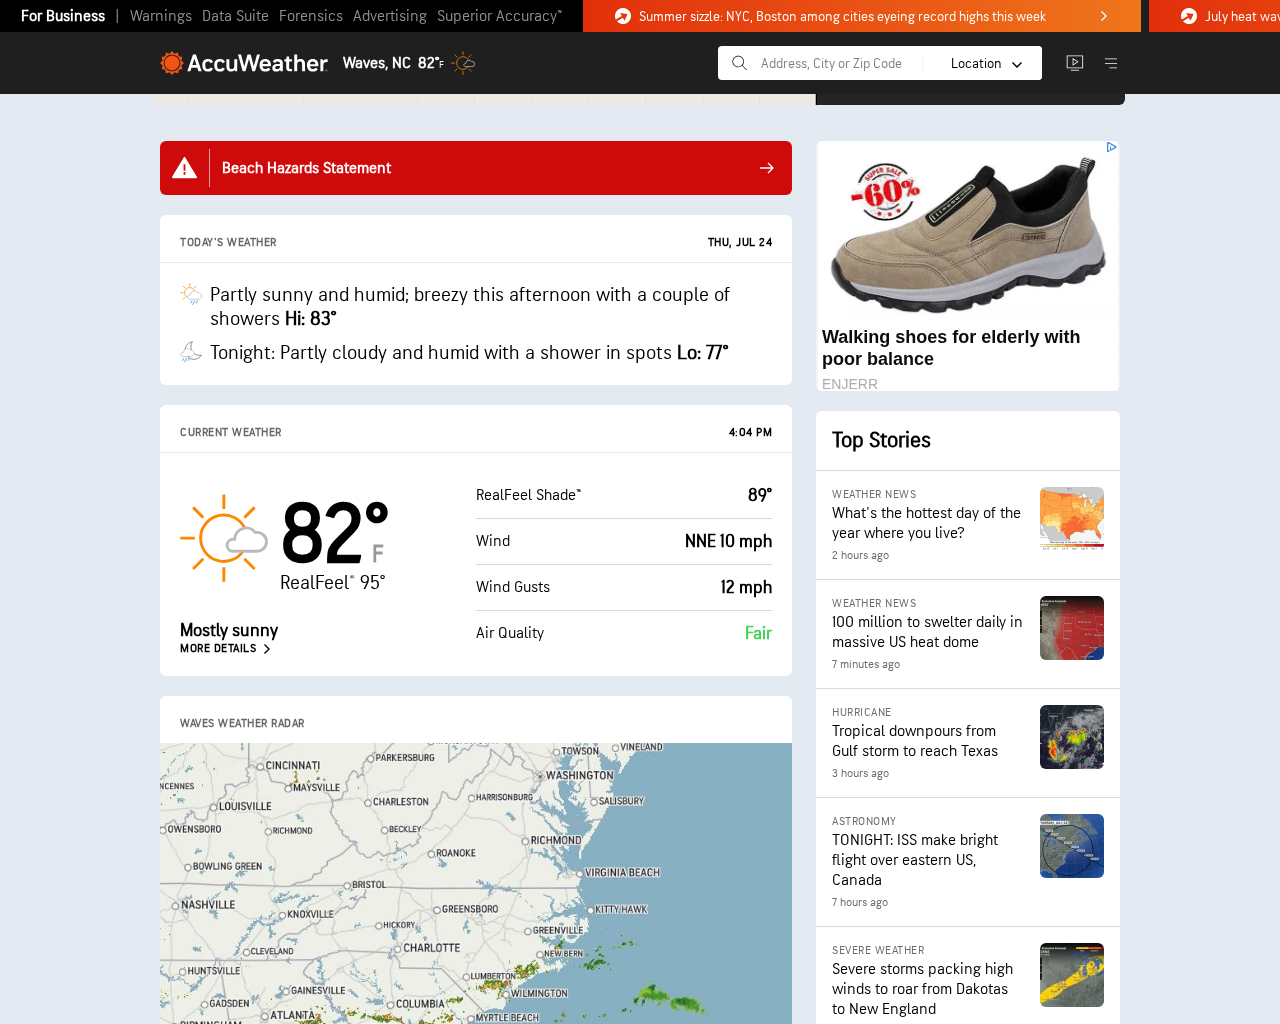 For Business | Warnings Data Suite Forensics Advertising Superior Accuracy™
Summer sizzle: NYC, Boston among cities eyeing record highs this week
July heat wav
AccuWeather
Waves, NC 82°F
Address, City or Zip Code
Location
Beach Hazards Statement
TODAY'S WEATHER
THU, JUL 24
Partly sunny and humid; breezy this afternoon with a couple of
showers Hi: 83°
Tonight: Partly cloudy and humid with a shower in spots Lo: 77°
CURRENT WEATHER
4:04 PM
82°
F
RealFeel® 95°
Mostly sunny
MORE DETAILS
RealFeel Shade™
89°
Wind
NNE 10 mph
Wind Gusts
12 mph
Air Quality
Fair
WAVES WEATHER RADAR
PARKERSBURG
TOWSON
VINELAND
CINCINNATI
WASHINGTON
MAYSVILLE
CHARLESTON
HARRISONBURG
SALISBURY
LOUISVILLE
OWENSBORO
RICHMOND
BECKLEY
RICHMOND
ROANOKE
BOWLING GREEN
VIRGINIA BEACH
BRISTOL
NASHVILLE
KNOXVILLE
GREENSBORO
KITTY HAWK
HICKORY
GREENVILLE
CLEVELAND
CHARLOTTE
NEW BERN
HUNTSVILLE
LUMBERTON
GAINESVILLE
WILMINGTON
GADSDEN
COLUMBIA
ATLANTA
MYRTLE BEACH
BIRMINGHAM
SUPER SALE
-60%
Walking shoes for elderly with
poor balance
ENJERR
Top Stories
WEATHER NEWS
What's the hottest day of the
year where you live?
2 hours ago
WEATHER NEWS
100 million to swelter daily in
massive US heat dome
7 minutes ago
HURRICANE
Tropical downpours from
Gulf storm to reach Texas
3 hours ago
ASTRONOMY
TONIGHT: ISS make bright
flight over eastern US,
Canada
7 hours ago
SEVERE WEATHER
Severe storms packing high
winds to roar from Dakotas
to New England